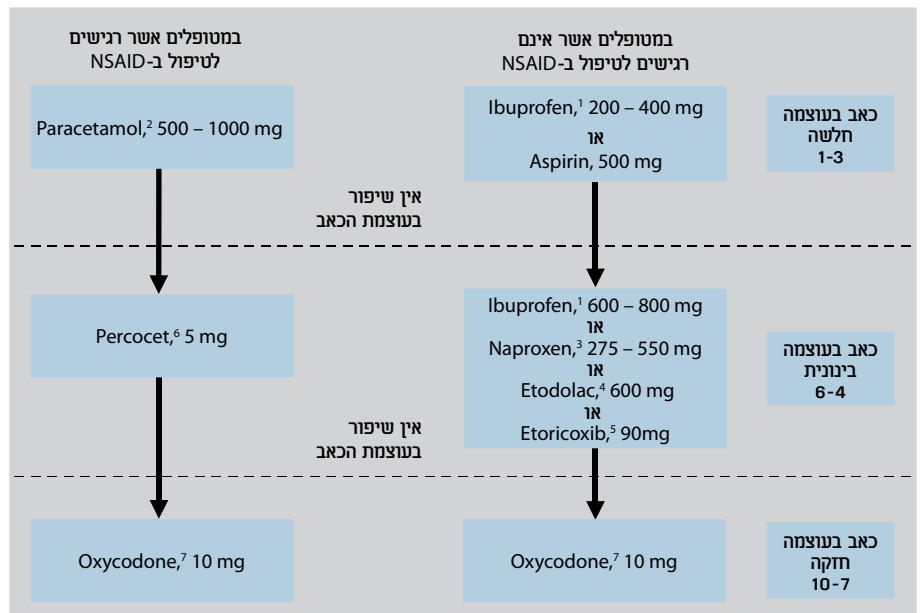 במטופלים אשר אינם
רגישים לטיפול ב-NSAID
במטופלים אשר רגישים
לטיפול ב-NSAID
כאב בעוצמה
חלשה
1-3
Ibuprofen,¹ 200 – 400 mg
או
Aspirin, 500 mg
Paracetamol,² 500 – 1000 mg
אין שיפור
בעוצמת הכאב
כאב בעוצמה
בינונית
6-4
Ibuprofen,¹ 600 – 800 mg
או
Naproxen,³ 275 – 550 mg
או
Etodolac,⁴ 600 mg
או
Etoricoxib,⁵ 90mg
Percocet,⁶ 5 mg
אין שיפור
בעוצמת הכאב
כאב בעוצמה
חזקה
10-7
Oxycodone,⁷ 10 mg
Oxycodone,⁷ 10 mg